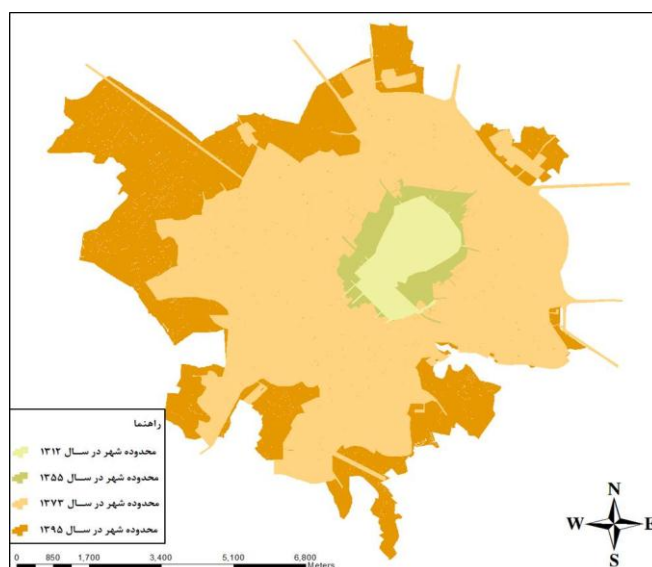 راهنما
محدوده شهر در سال ۱۳۱۲
محدوده شهر در سال ۱۳۵۵
محدوده شهر در سال ۱۳۷۳
محدوده شهر در سال ۱۳۹۵
0 850 1,700 3,400 5,100 6,800
Meters
N
W E
S